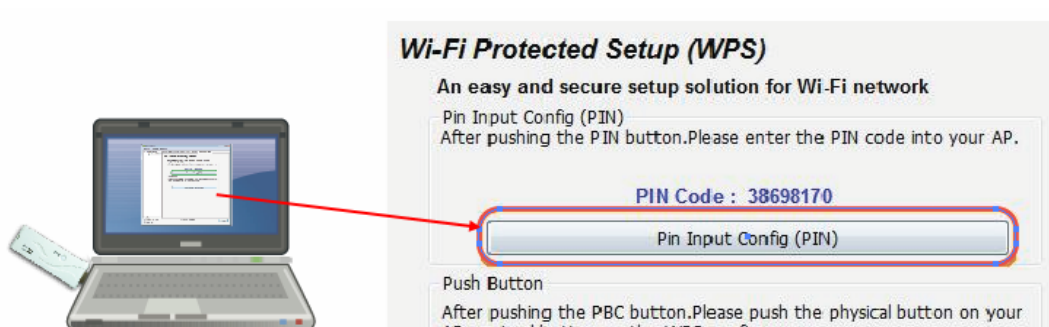 Wi-Fi Protected Setup (WPS)
An easy and secure setup solution for Wi-Fi network
Pin Input Config (PIN)
After pushing the PIN button.Please enter the PIN code into your AP.
PIN Code : 38698170
Pin Input Config (PIN)
Push Button
After pushing the PBC button.Please push the physical button on your